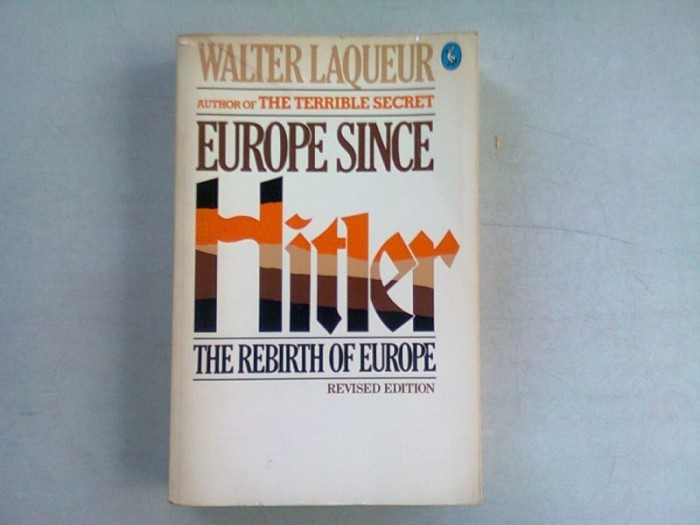 WALTER LAQUEUR
AUTHOR OF THE TERRIBLE SECRET
EUROPE SINCE
Hitler
THE REBIRTH OF EUROPE
REVISED EDITION